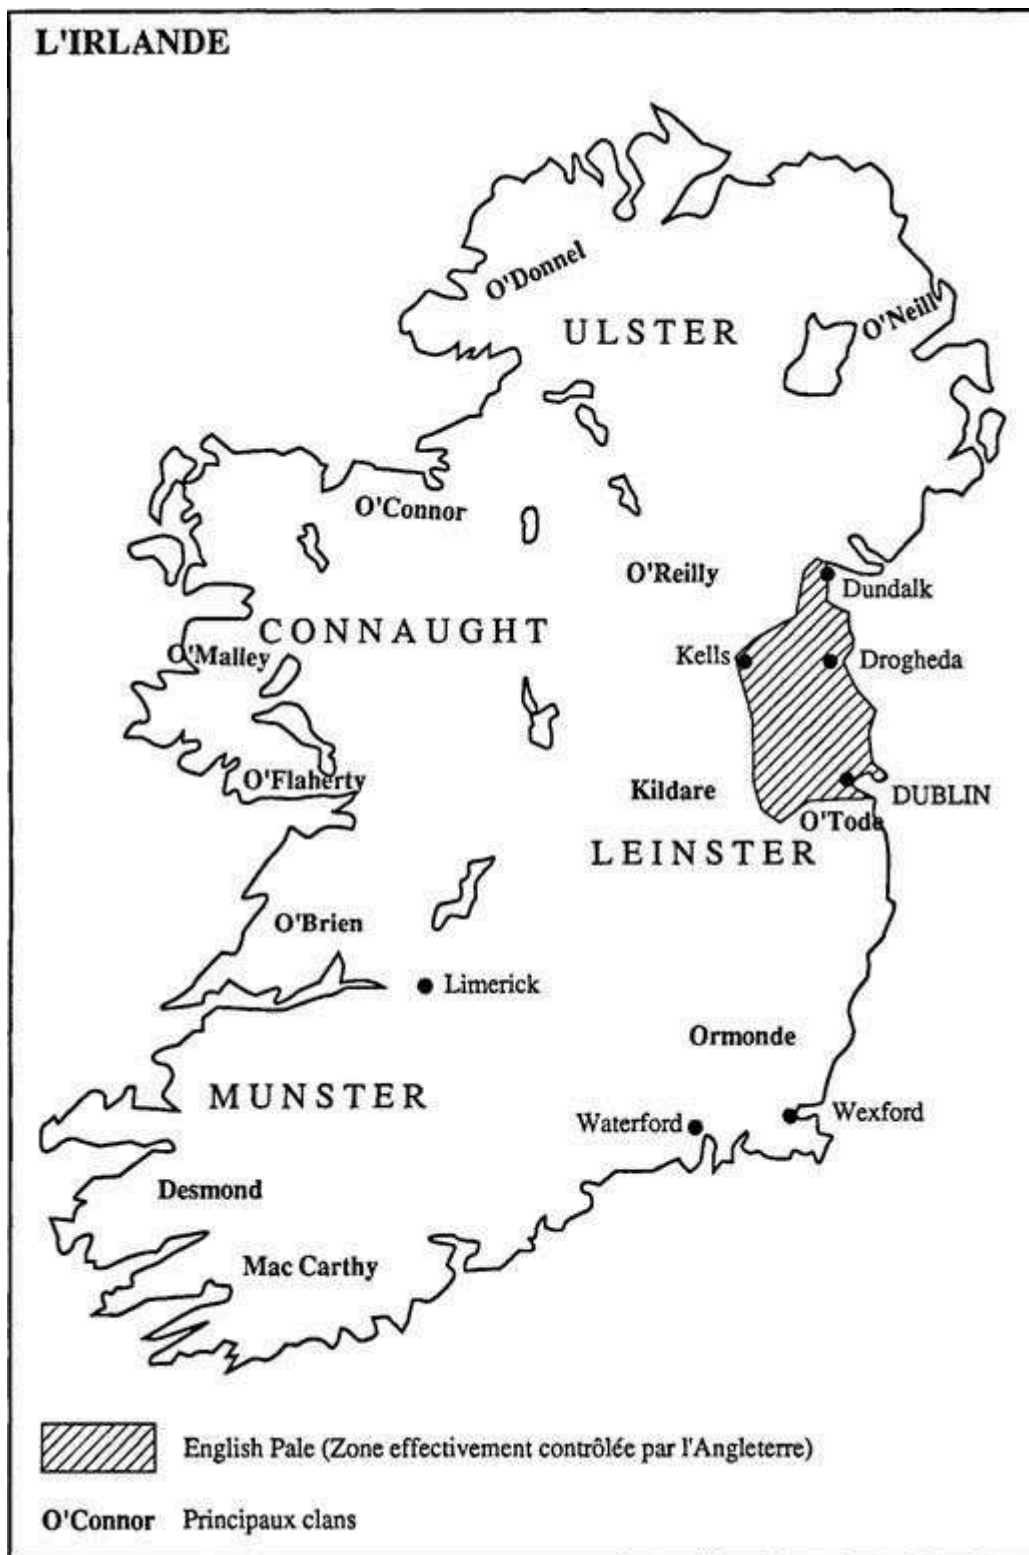 L'IRLANDE
O'Donnel
ULSTER
O'Neill
O'Connor
O'Reilly
Dundalk
CONNAUGHT
O'Malley
Kells
Drogheda
O'Flaherty
Kildare
DUBLIN
O'Tode
LEINSTER
O'Brien
Limerick
Ormonde
MUNSTER
Waterford
Wexford
Desmond
Mac Carthy
English Pale (Zone effectivement contrôlée par l'Angleterre)
O'Connor Principaux clans